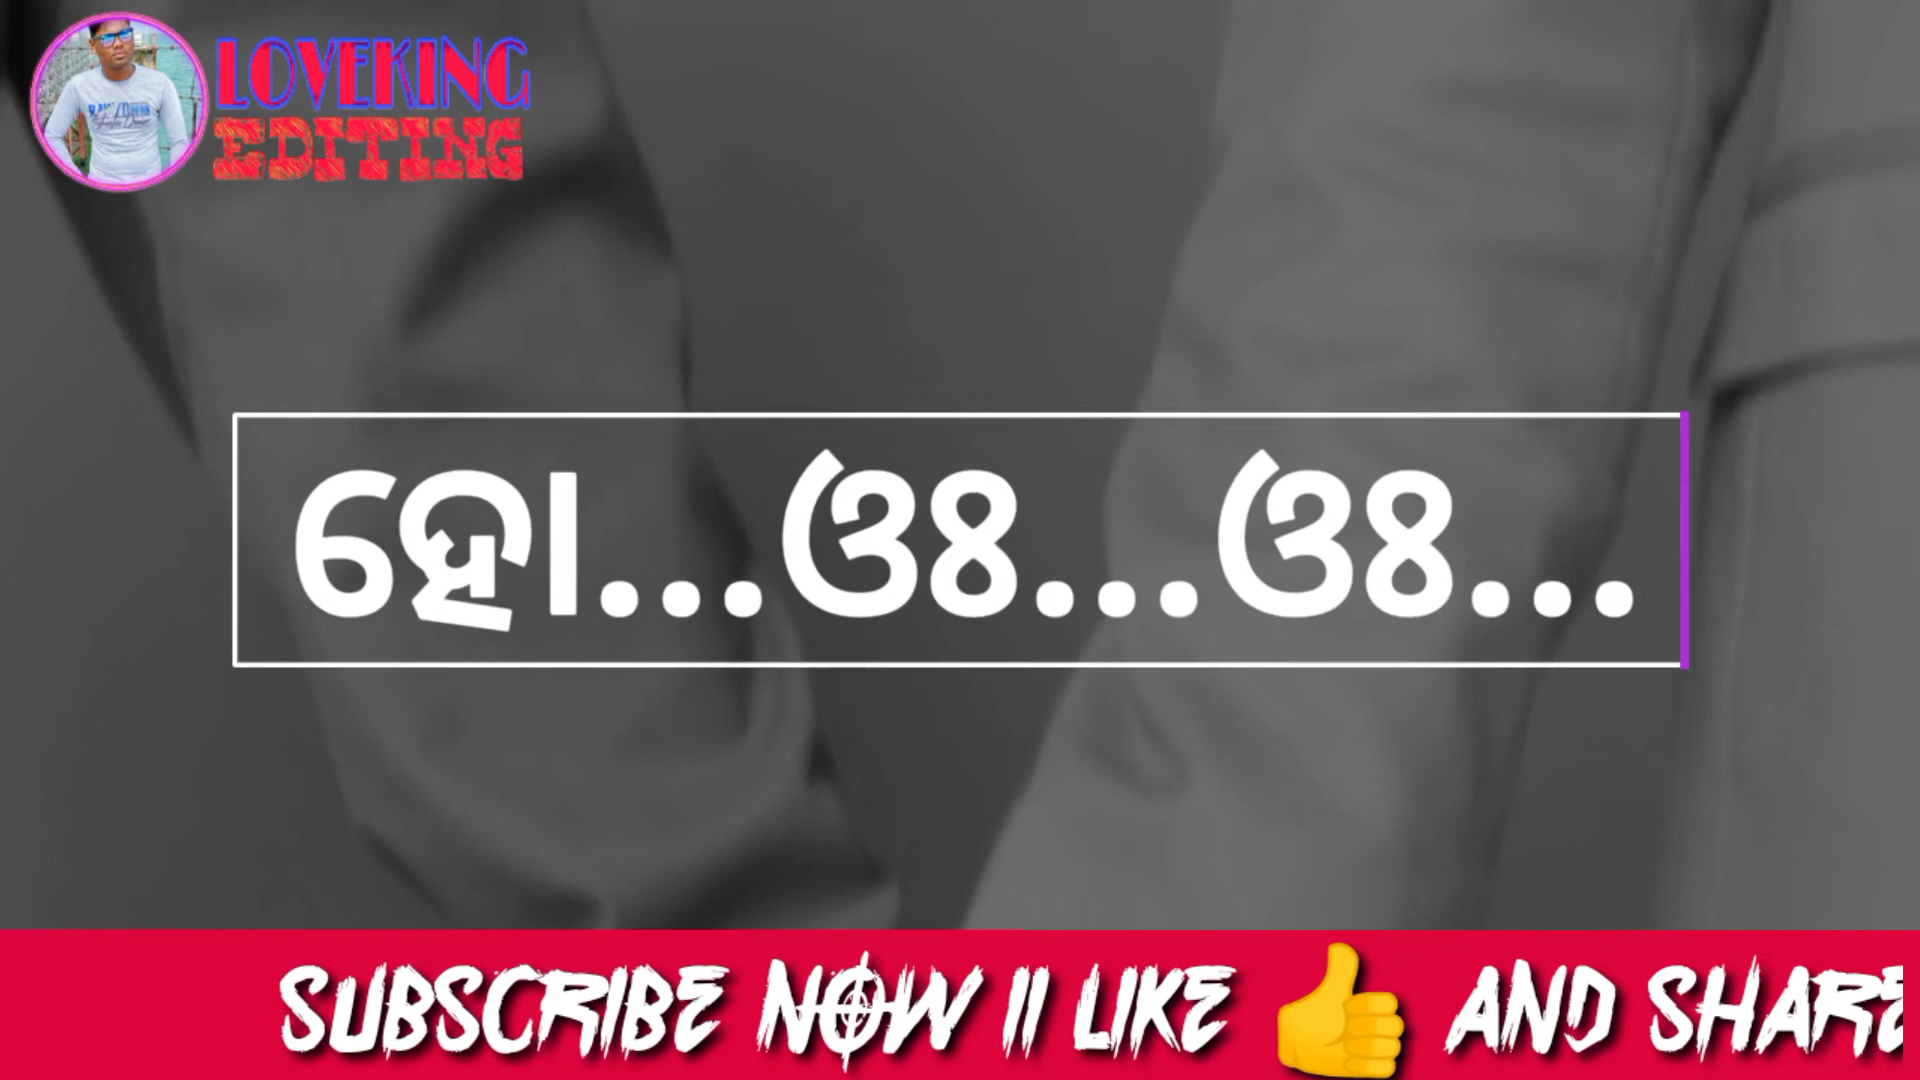 LOVEKING
EDITING
ହୋ...ଓଃ...ଓଃ...
SUBSCRIBE NOW II LIKE 👍 AND SHARE